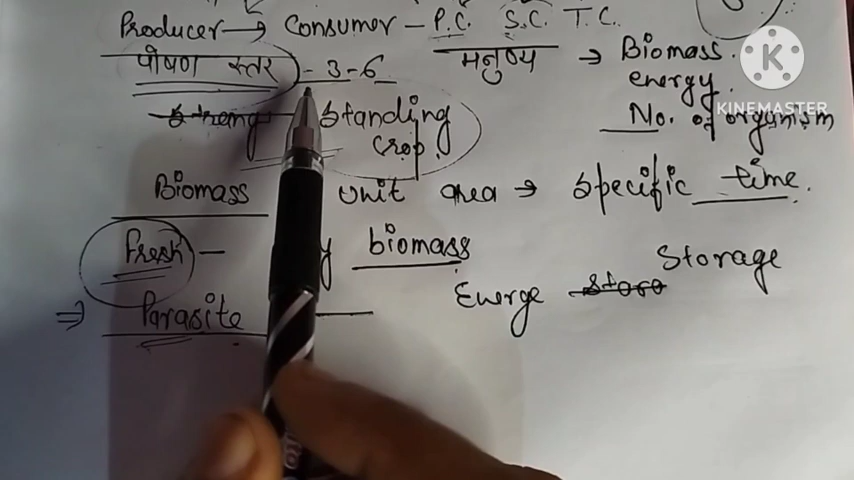 Producer → Consumer - P.C. S.C. T.C.
पोषण स्तर - 3-6 मनुष्य → Biomass.
energy.
No. of organism
KINEMASTER
Standing
crop.
Biomass unit area → specific time.
Fresh - biomass
Storage
Energe
⇒ Parasite